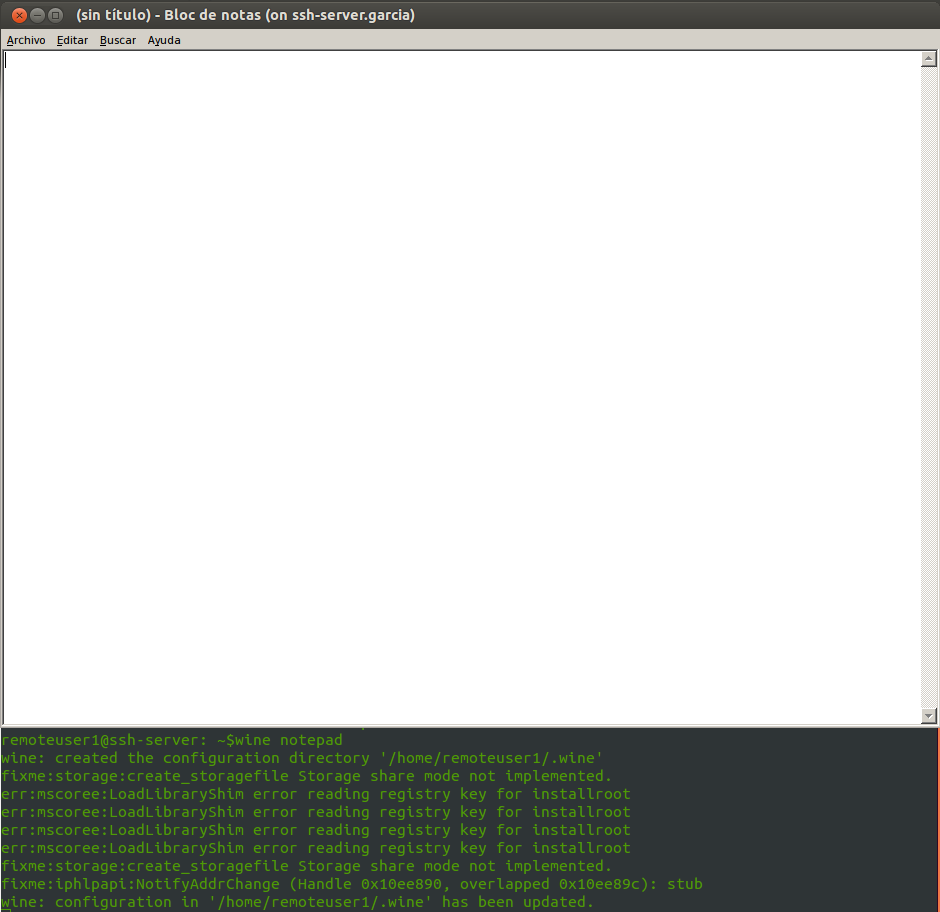 (sin título) - Bloc de notas (on ssh-server.garcia)
Archivo Editar Buscar Ayuda
remoteuser1@ssh-server: ~$wine notepad
wine: created the configuration directory '/home/remoteuser1/.wine'
fixme:storage:create_storagefile Storage share mode not implemented.
err:mscoree:LoadLibraryShim error reading registry key for installroot
err:mscoree:LoadLibraryShim error reading registry key for installroot
err:mscoree:LoadLibraryShim error reading registry key for installroot
err:mscoree:LoadLibraryShim error reading registry key for installroot
fixme:storage:create_storagefile Storage share mode not implemented.
fixme:iphlpapi:NotifyAddrChange (Handle 0x10ee890, overlapped 0x10ee89c): stub
wine: configuration in '/home/remoteuser1/.wine' has been updated.